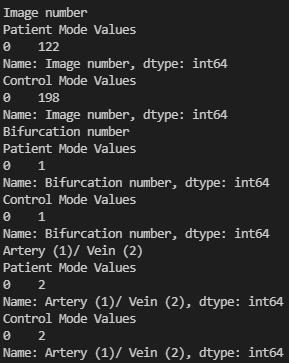 Image number
Patient Mode Values
0    122
Name: Image number, dtype: int64
Control Mode Values
0    198
Name: Image number, dtype: int64
Bifurcation number
Patient Mode Values
0    1
Name: Bifurcation number, dtype: int64
Control Mode Values
0    1
Name: Bifurcation number, dtype: int64
Artery (1)/ Vein (2)
Patient Mode Values
0    2
Name: Artery (1)/ Vein (2), dtype: int64
Control Mode Values
0    2
Name: Artery (1)/ Vein (2), dtype: int64